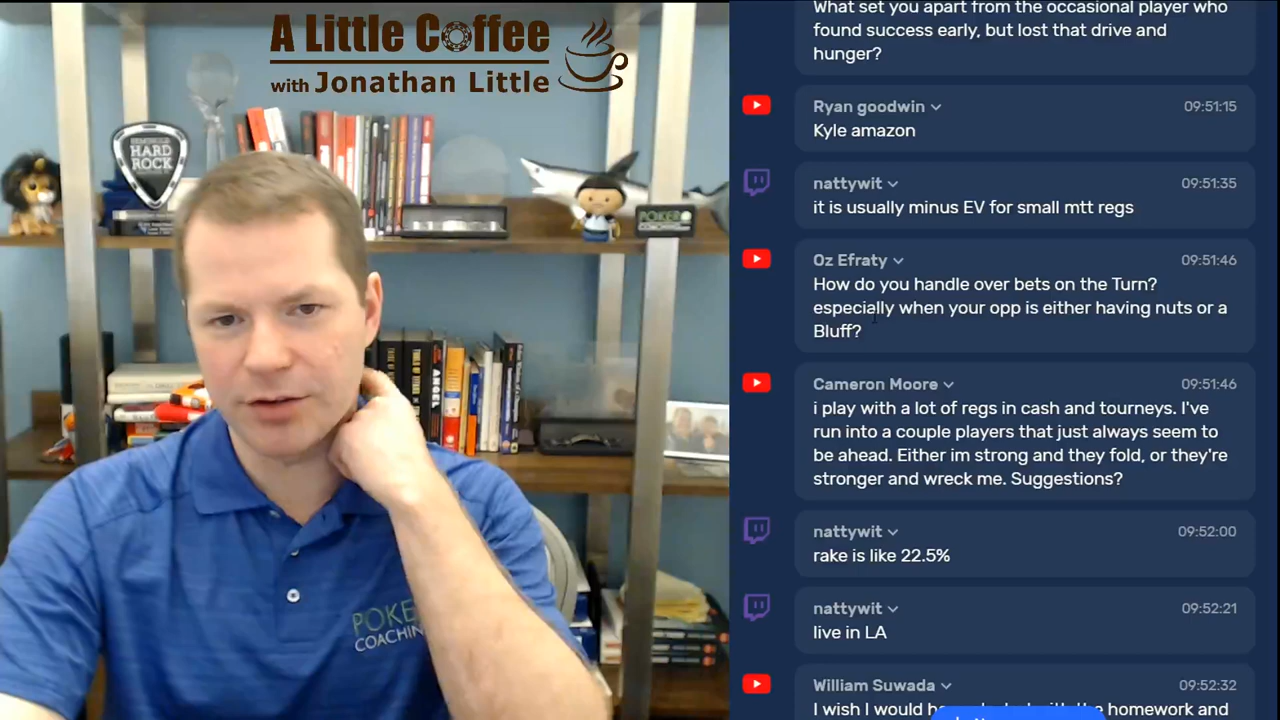 A Little Coffee
with Jonathan Little
HARD
ROCK
POKER
COACHING
ANGEL
POKER
COACHING
What set you apart from the occasional player who
found success early, but lost that drive and
hunger?
Ryan goodwin
09:51:15
Kyle amazon
nattywit
09:51:35
it is usually minus EV for small mtt regs
Oz Efraty
09:51:46
How do you handle over bets on the Turn?
especially when your opp is either having nuts or a
Bluff?
Cameron Moore
09:51:46
i play with a lot of regs in cash and tourneys. I've
run into a couple players that just always seem to
be ahead. Either im strong and they fold, or they're
stronger and wreck me. Suggestions?
nattywit
09:52:00
rake is like 22.5%
nattywit
09:52:21
live in LA
William Suwada
09:52:32
I wish I would homework and